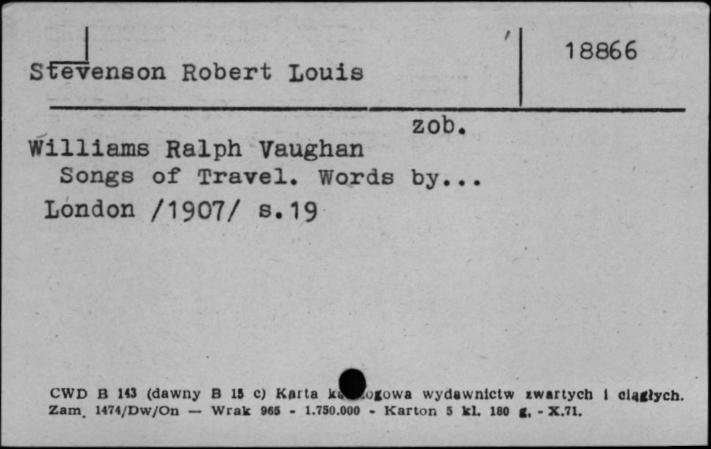 Stevenson Robert Louis
18866
zob.
Williams Ralph Vaughan
Songs of Travel. Words by...
London /1907/ s.19
CWD B 143 (dawny B 15 c) Karta wydawnictw zwartych i ciągłych.
Zam. 1474/Dw/On — Wrak 965 - 1.750.000 - Karton 5 kl. 180 g. - X.71.